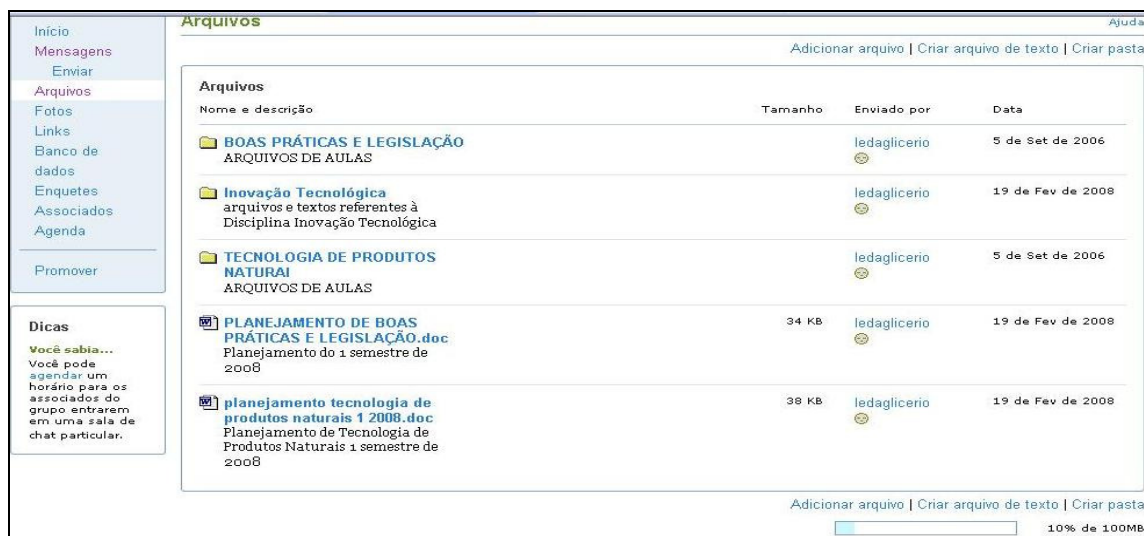 Início
Mensagens
Enviar
Arquivos
Fotos
Links
Banco de
dados
Enquetes
Associados
Agenda
Promover
Dicas
Você sabia...
Você pode
agendar um
horário para os
associados do
grupo entrarem
em uma sala de
chat particular.
Arquivos
Ajuda
Adicionar arquivo | Criar arquivo de texto | Criar pasta
Arquivos
Nome e descrição Tamanho Enviado por Data
BOAS PRÁTICAS E LEGISLAÇÃO ledaglicerio 5 de Set de 2006
ARQUIVOS DE AULAS
Inovação Tecnológica ledaglicerio 19 de Fev de 2008
arquivos e textos referentes à
Disciplina Inovação Tecnológica
TECNOLOGIA DE PRODUTOS ledaglicerio 5 de Set de 2006
NATURAI
ARQUIVOS DE AULAS
PLANEJAMENTO DE BOAS 34 KB ledaglicerio 19 de Fev de 2008
PRÁTICAS E LEGISLAÇÃO.doc
Planejamento do 1 semestre de
2008
planejamento tecnologia de 38 KB ledaglicerio 19 de Fev de 2008
produtos naturais 1 2008.doc
Planejamento de Tecnologia de
Produtos Naturais 1 semestre de
2008
Adicionar arquivo | Criar arquivo de texto | Criar pasta
10% de 100MB